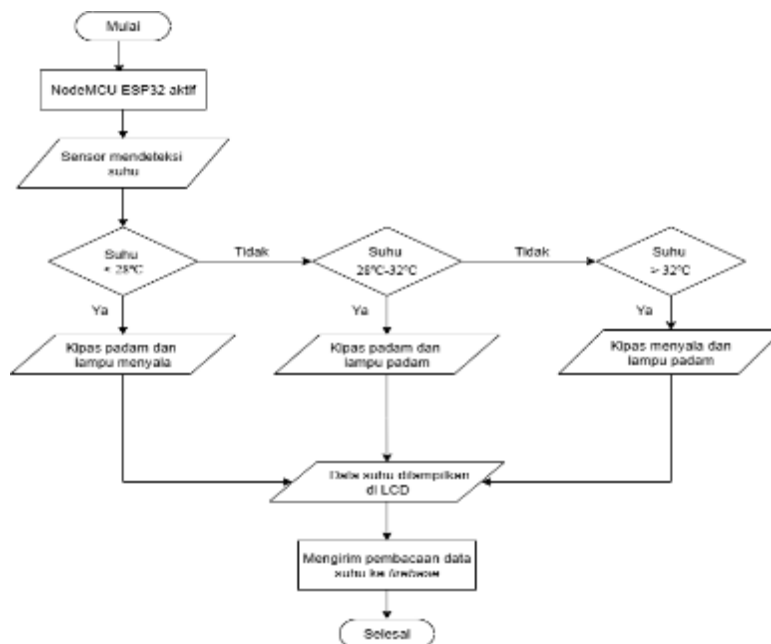 Mulai
NodeMCU ESP32 aktif
Sensor mendeteksi
suhu
Suhu
< 28°C
Tidak
Suhu
28°C-32°C
Tidak
Suhu
> 32°C
Ya
Ya
Ya
Kipas padam dan
lampu menyala
Kipas padam dan
lampu padam
Kipas menyala dan
lampu padam
Data suhu ditampilkan
di LCD
Mengirim pembacaan data
suhu ke firebase
Selesai